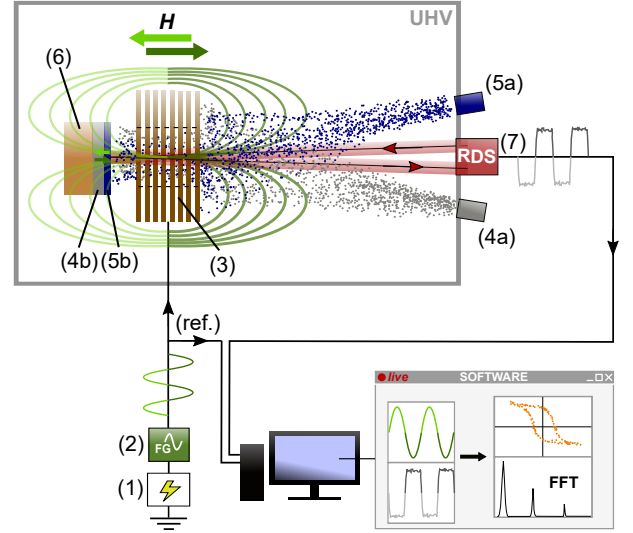 H
UHV
(6)
(5a)
(7)
RDS
(4b)
(5b)
(3)
(4a)
(ref.)
live
SOFTWARE
(2)
FG
(1)
FFT